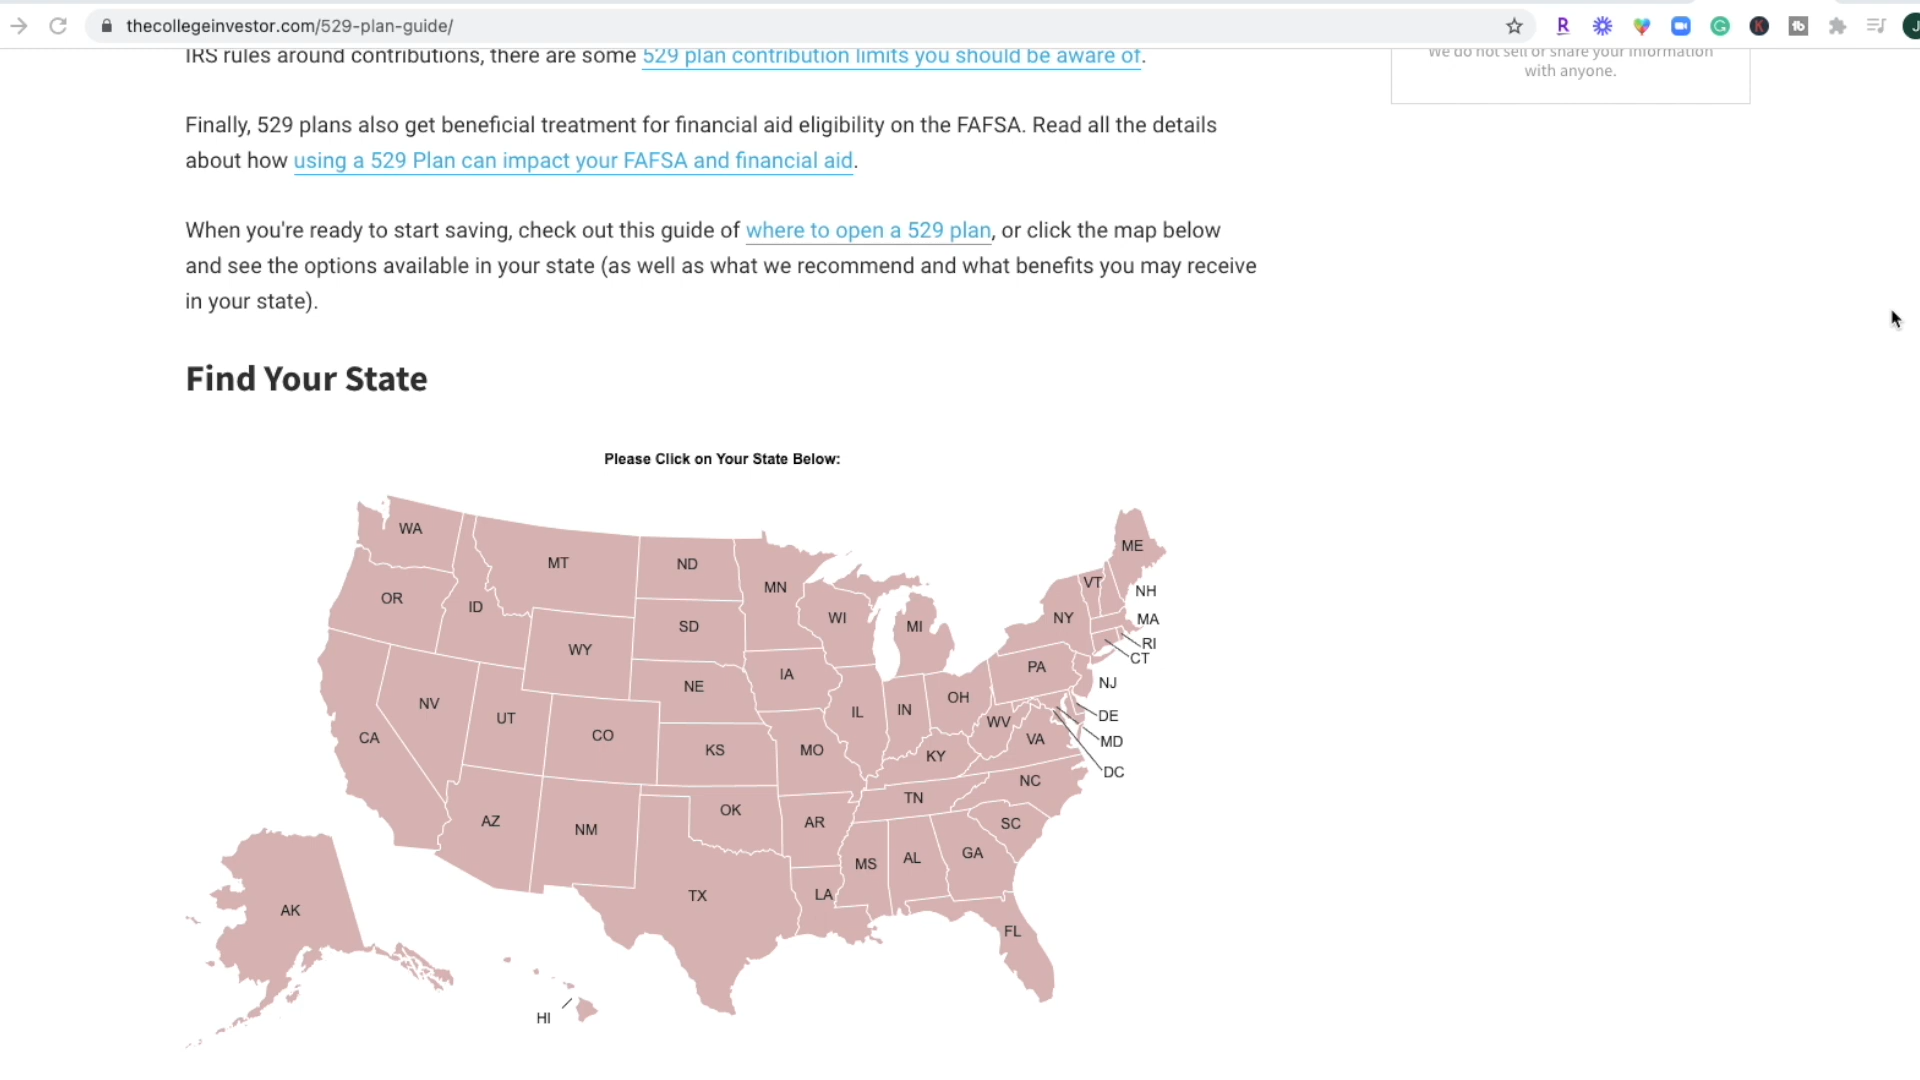 thecollegeinvestor.com/529-plan-guide/
IRS rules around contributions, there are some 529 plan contribution limits you should be aware of.
We do not sell or share your information
with anyone.
Finally, 529 plans also get beneficial treatment for financial aid eligibility on the FAFSA. Read all the details
about how using a 529 Plan can impact your FAFSA and financial aid.
When you're ready to start saving, check out this guide of where to open a 529 plan, or click the map below
and see the options available in your state (as well as what we recommend and what benefits you may receive
in your state).
Find Your State
Please Click on Your State Below:
WA
MT
ND
MN
ME
OR
ID
SD
WI
MI
VT
NH
NY
MA
RI
CT
WY
IA
PA
NE
NJ
NV
UT
CO
IL
IN
OH
WV
DE
CA
KS
MO
KY
VA
MD
DC
NC
TN
AZ
NM
OK
AR
SC
MS
AL
GA
TX
LA
AK
FL
HI